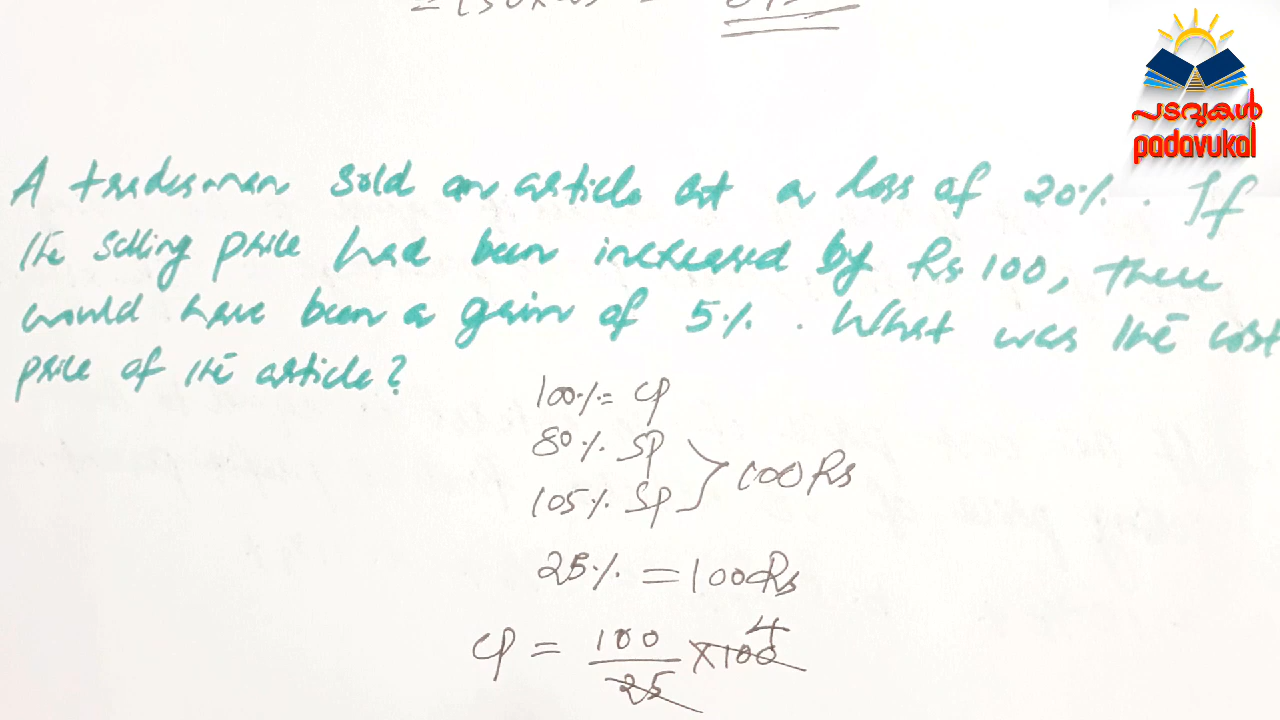 പടവുകൾ
padavukal
A tradesman sold an article at a loss of 20%. If
the selling price had been increased by Rs. 100, there
would have been a gain of 5%. What was the cost
price of the article?
100% = CP
80% SP
105% SP } 100 Rs
25% = 100 Rs
4
CP = 100/25 × 100